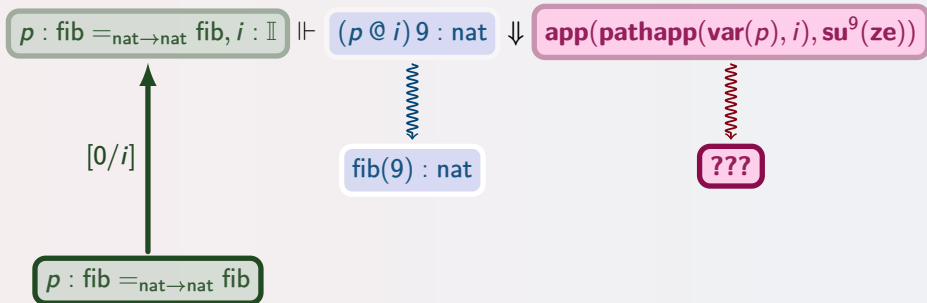 p : fib =nat→nat fib, i : 𝕀 ⊩ (p @ i) 9 : nat ⇓ app(pathapp(var(p), i), su⁹(ze))
[0/i]
fib(9) : nat
???
p : fib =nat→nat fib